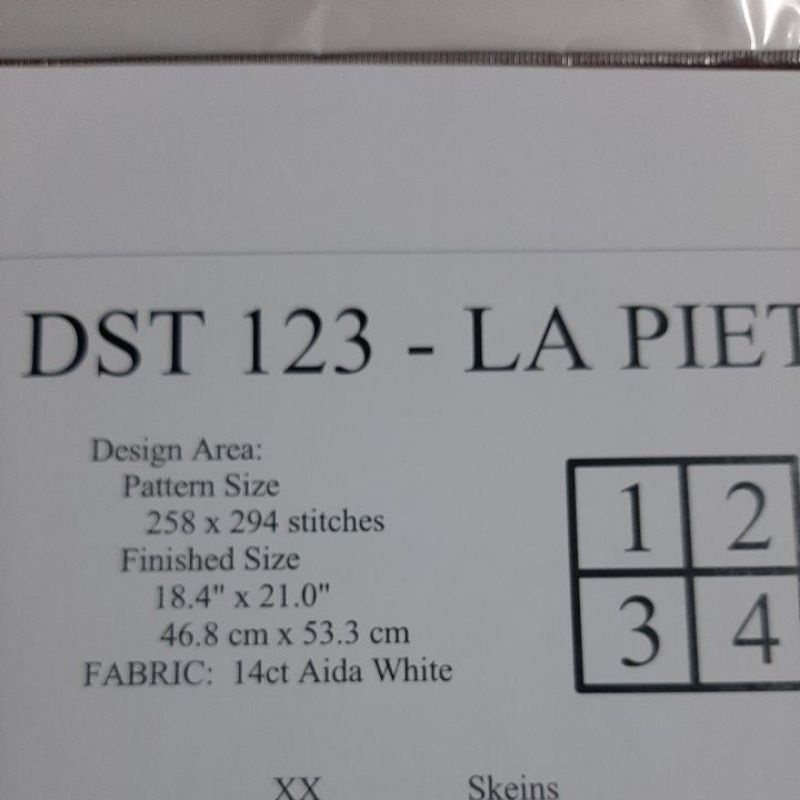 DST 123 - LA PIET
Design Area:
Pattern Size
258 x 294 stitches
Finished Size
18.4" x 21.0"
46.8 cm x 53.3 cm
FABRIC: 14ct Aida White
1 2
3 4
XX Skeins